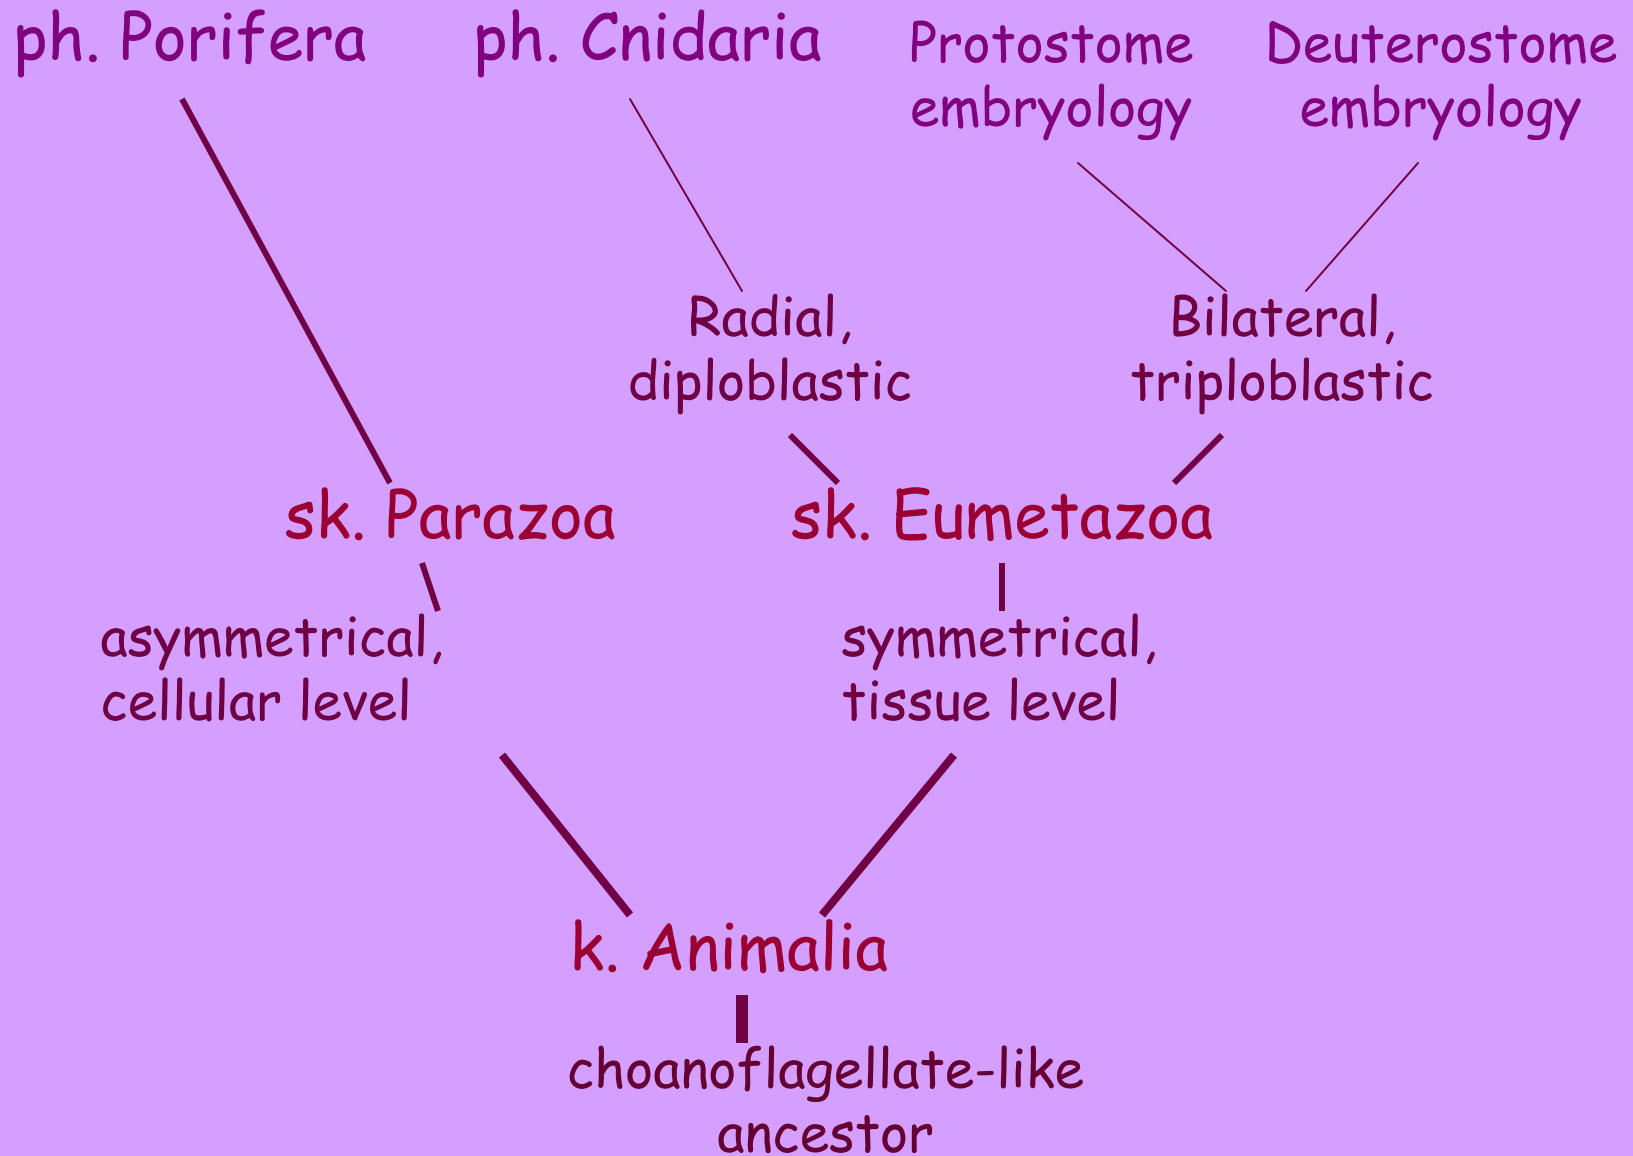 ph. Porifera
ph. Cnidaria
Protostome
embryology
Deuterostome
embryology
Radial,
diploblastic
Bilateral,
triploblastic
sk. Parazoa
sk. Eumetazoa
asymmetrical,
cellular level
symmetrical,
tissue level
k. Animalia
choanoflagellate-like
ancestor